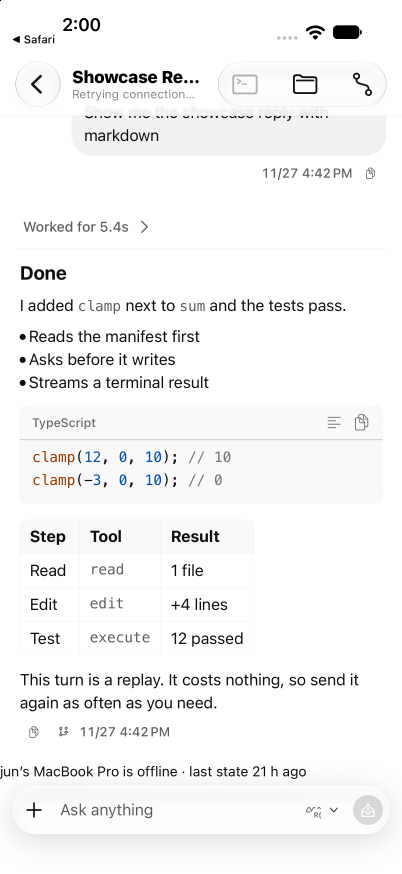 2:00
◀ Safari
Showcase Re...
Retrying connection...
Show me the showcase reply with
markdown
11/27 4:42 PM
Worked for 5.4s
Done
I added clamp next to sum and the tests pass.
• Reads the manifest first
• Asks before it writes
• Streams a terminal result
TypeScript
clamp(12, 0, 10); // 10
clamp(-3, 0, 10); // 0
Step Tool Result
Read read 1 file
Edit edit +4 lines
Test execute 12 passed
This turn is a replay. It costs nothing, so send it
again as often as you need.
11/27 4:42 PM
jun's MacBook Pro is offline · last state 21 h ago
Ask anything